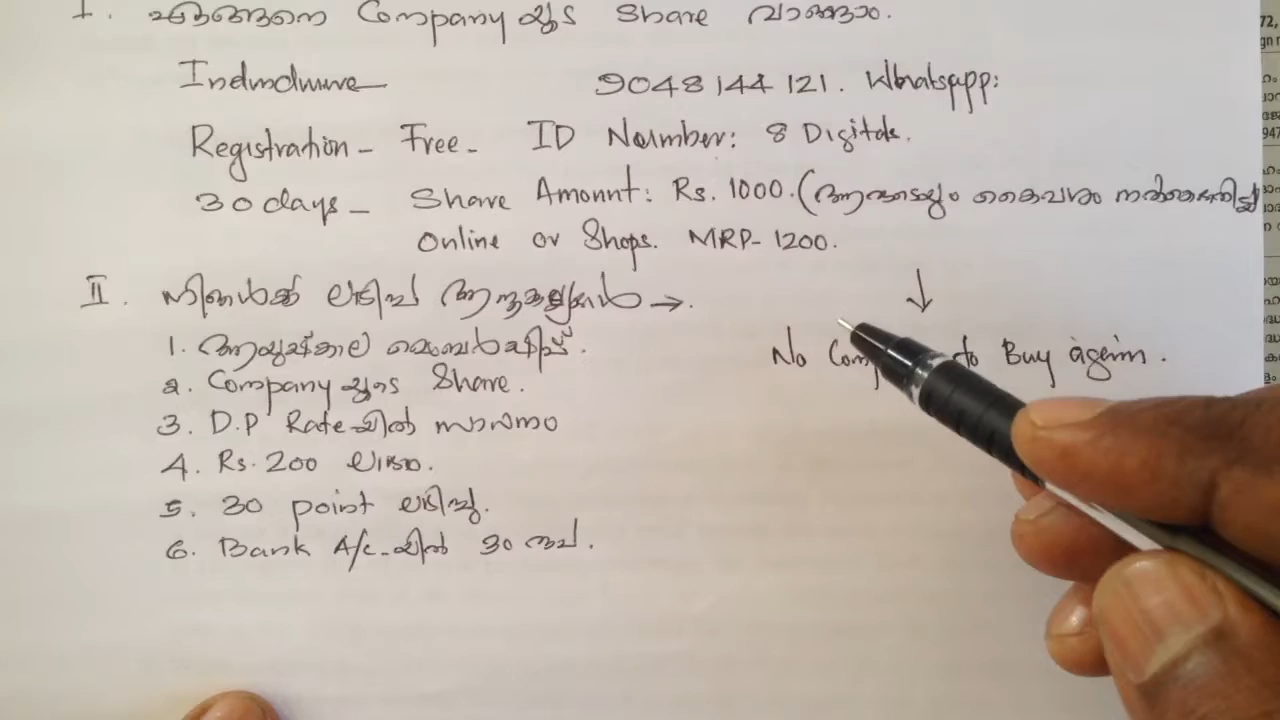 I. എങ്ങനെ Company യുടെ Share വാങ്ങാം.
9048144121. Whatsapp:
Registration - Free - ID Number: 8 Digits.
30 days - Share Amount: Rs. 1000. (
Online or Shops. MRP- 1200.
II. നിങ്ങൾക്ക് ലഭിച്ച ആനുകൂല്യങ്ങൾ →.
↓
1. ആയുഷ്കാല മെമ്പർഷിപ്പ്.
No to Buy again.
2. Company യുടെ Share.
3. D.P Rate യിൽ സാധനം
4. Rs. 200 ലാഭം.
5. 30 point ലഭിച്ചു.
6. Bank A/c-യിൽ 30 രൂപ.
72,
947